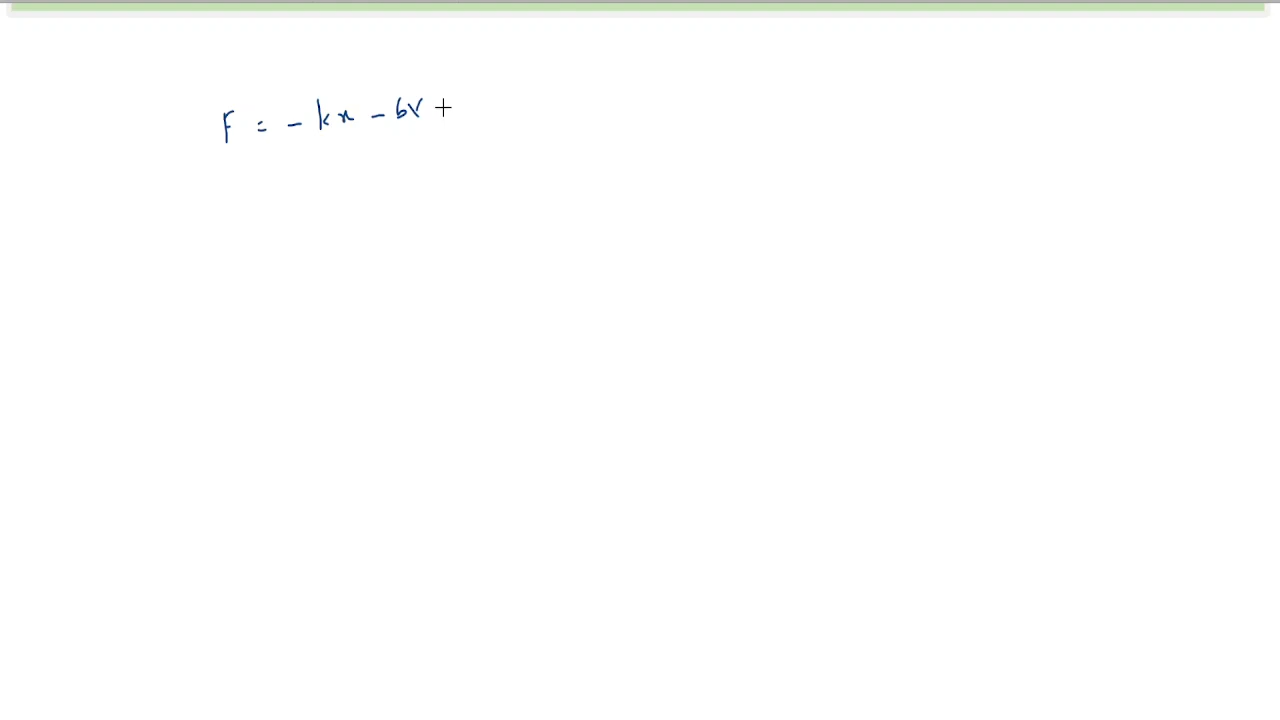 F = - kx - bv +